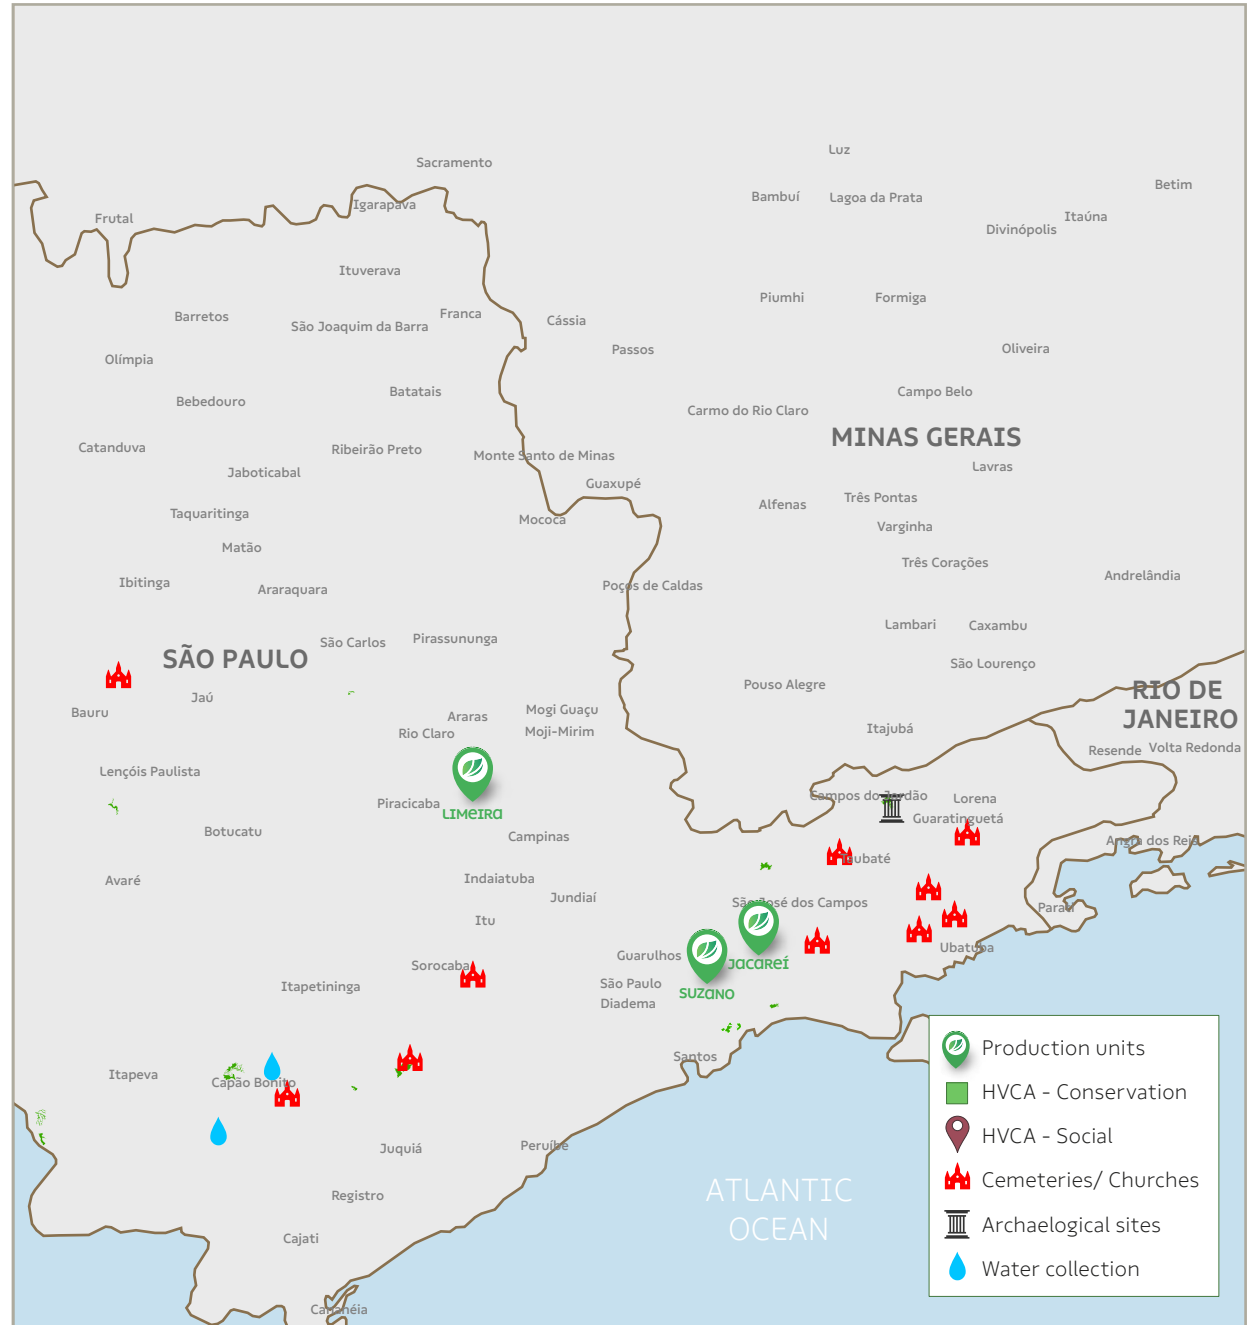 Luz
Sacramento
Betim
Bambuí
Lagoa da Prata
Igarapava
Itaúna
Frutal
Divinópolis
Ituverava
Piumhi
Formiga
Barretos
São Joaquim da Barra
Franca
Cássia
Passos
Oliveira
Olímpia
Batatais
Campo Belo
Bebedouro
Carmo do Rio Claro
MINAS GERAIS
Catanduva
Ribeirão Preto
Monte Santo de Minas
Lavras
Jaboticabal
Guaxupé
Três Pontas
Alfenas
Taquaritinga
Mococa
Varginha
Matão
Três Corações
Andrelândia
Ibitinga
Araraquara
Poços de Caldas
Lambari
Caxambu
São Carlos
Pirassununga
SÃO PAULO
São Lourenço
Pouso Alegre
RIO DE
JANEIRO
Jaú
Bauru
Mogi Guaçu
Araras
Moji-Mirim
Rio Claro
Itajubá
Resende
Volta Redonda
Lençóis Paulista
Campos do Jordão
Lorena
Piracicaba
LIMEIRA
Guaratinguetá
Botucatu
Campinas
Angra dos Reis
Taubaté
Avaré
Indaiatuba
Jundiaí
São José dos Campos
Parati
Itu
Ubatuba
Guarulhos
JACAREÍ
Sorocaba
Itapetininga
São Paulo
SUZANO
Diadema
Santos
Itapeva
Capão Bonito
Juquiá
Peruíbe
Registro
Cajati
Cananéia
ATLANTIC
OCEAN
Production units
HVCA - Conservation
HVCA - Social
Cemeteries/ Churches
Archaelogical sites
Water collection